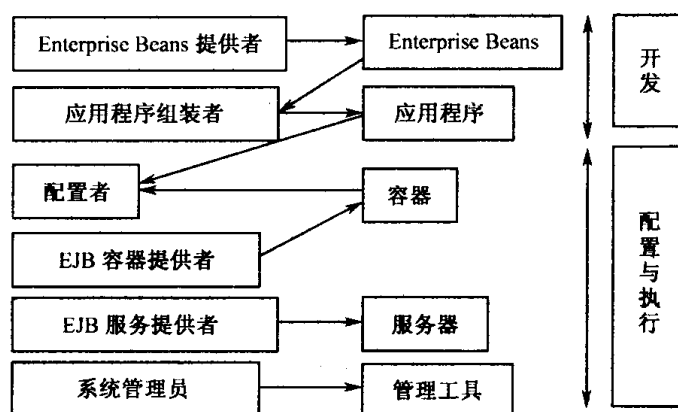 Enterprise Beans 提供者
Enterprise Beans
应用程序组装者
应用程序
配置者
容器
EJB 容器提供者
EJB 服务提供者
服务器
系统管理员
管理工具
开发
配置与执行